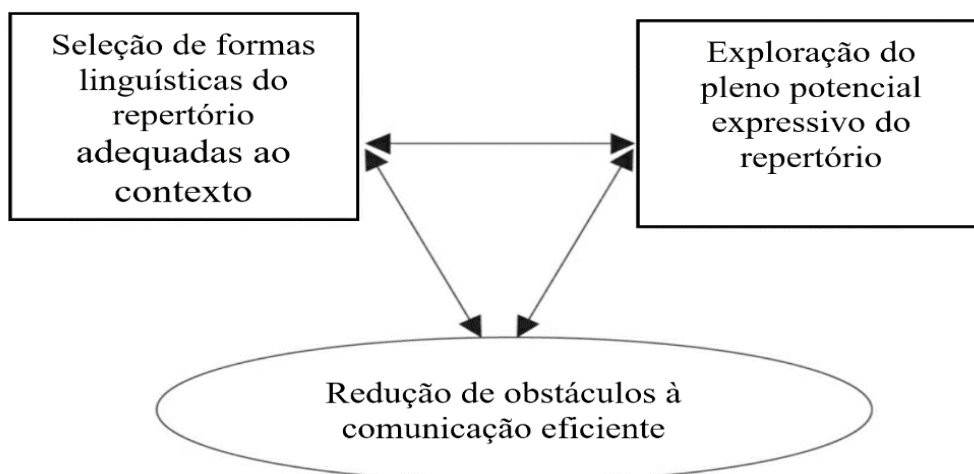 Seleção de formas
linguísticas do
repertório
adequadas ao
contexto
Exploração do
pleno potencial
expressivo do
repertório
Redução de obstáculos à
comunicação eficiente